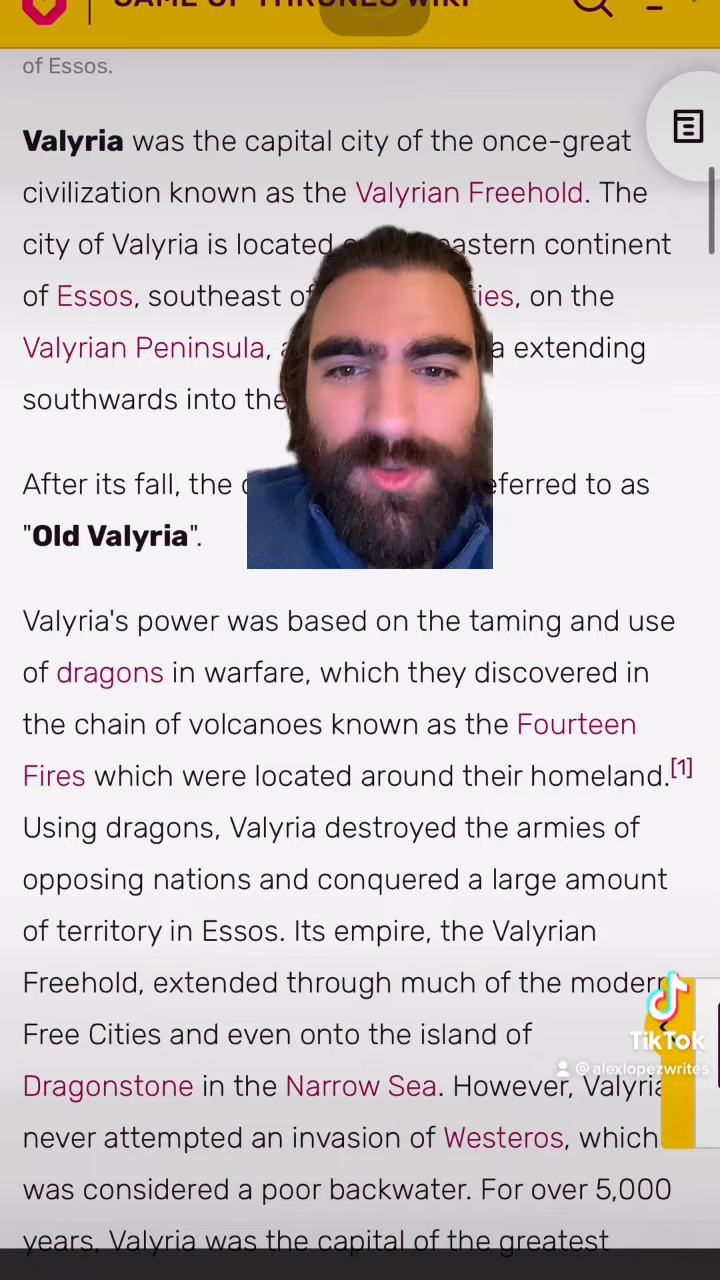 GAME OF THRONES WIKI
of Essos.
Valyria was the capital city of the once-great
civilization known as the Valyrian Freehold. The
city of Valyria is located eastern continent
of Essos, southeast of on the
Valyrian Peninsula, a extending
southwards into the
After its fall, the referred to as
"Old Valyria".
Valyria's power was based on the taming and use
of dragons in warfare, which they discovered in
the chain of volcanoes known as the Fourteen
Fires which were located around their homeland.[1]
Using dragons, Valyria destroyed the armies of
opposing nations and conquered a large amount
of territory in Essos. Its empire, the Valyrian
Freehold, extended through much of the modern
Free Cities and even onto the island of
Dragonstone in the Narrow Sea. However, Valyria
never attempted an invasion of Westeros, which
was considered a poor backwater. For over 5,000
years, Valyria was the capital of the greatest
TikTok
@alexlopezwrites